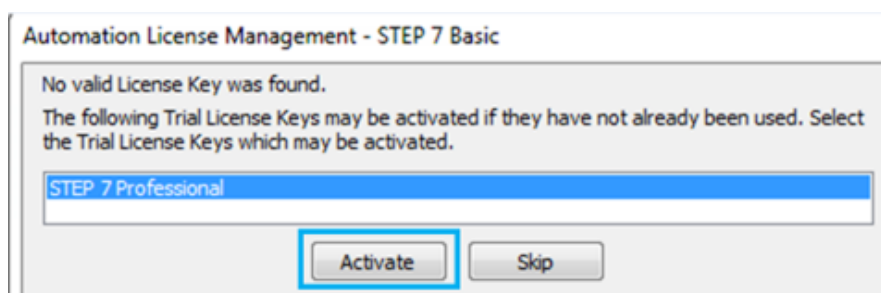 Automation License Management - STEP 7 Basic
No valid License Key was found.
The following Trial License Keys may be activated if they have not already been used. Select
the Trial License Keys which may be activated.
STEP 7 Professional
Activate Skip